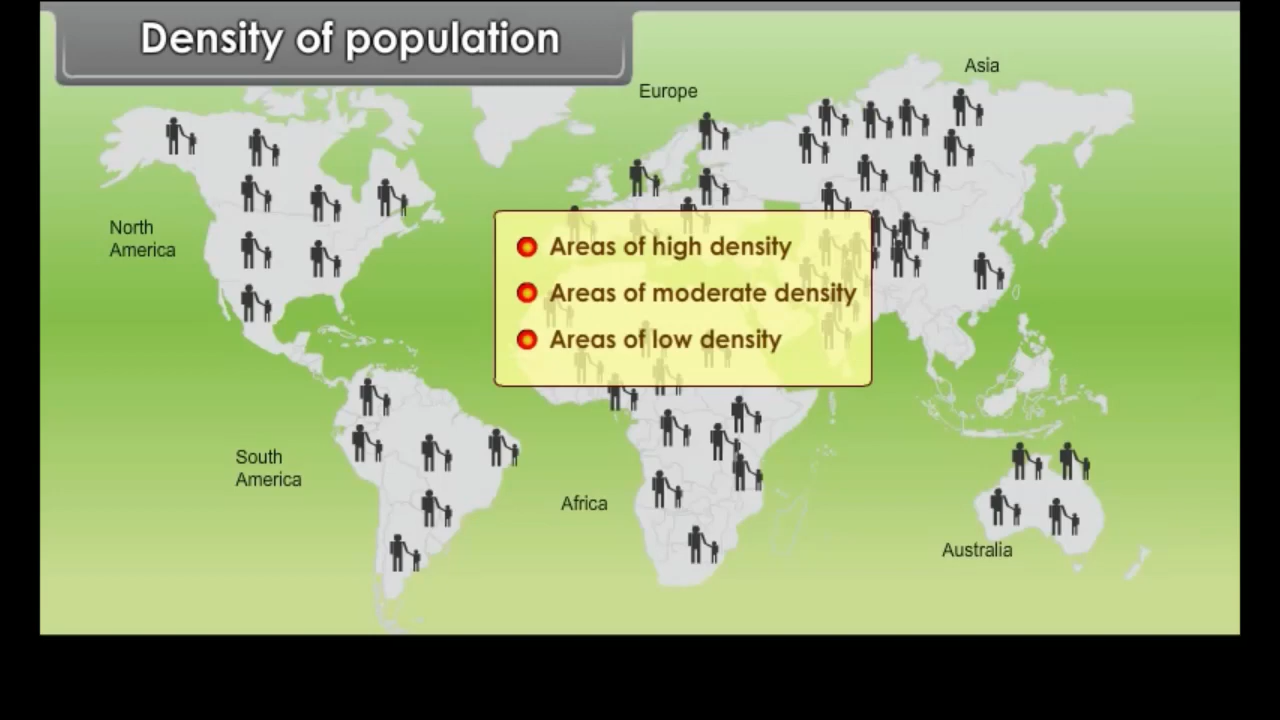 Density of population
Asia
Europe
North
America
Areas of high density
Areas of moderate density
Areas of low density
South
America
Africa
Australia